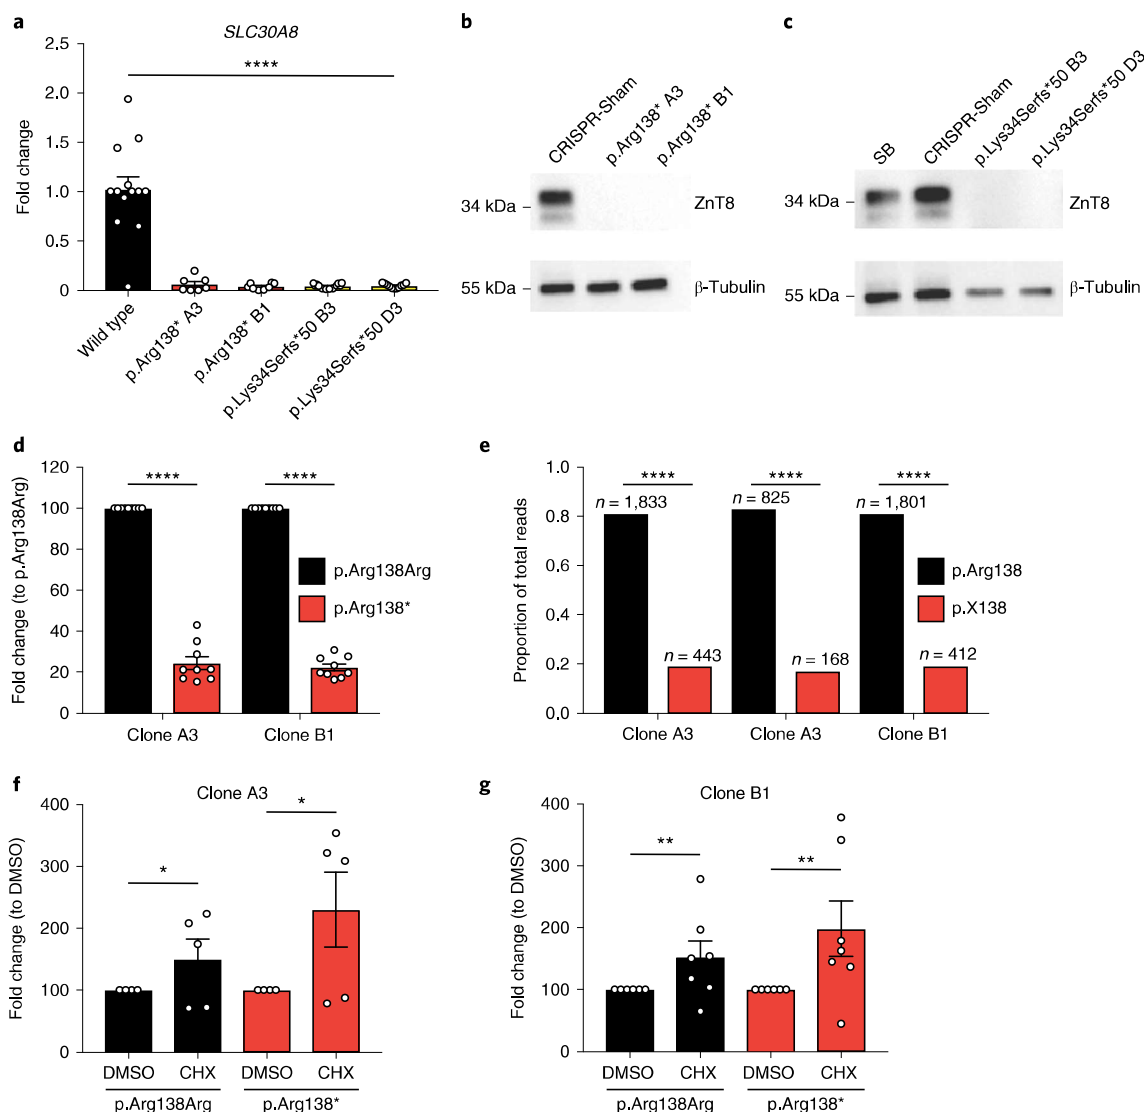 a
SLC30A8
2.5
2.0
1.5
1.0
0.5
0
Fold change
****
Wild type
p.Arg138* A3
p.Arg138* B1
p.Lys34Serfs*50 B3
p.Lys34Serfs*50 D3
b
CRISPR-Sham
p.Arg138* A3
p.Arg138* B1
34 kDa
ZnT8
55 kDa
β-Tubulin
c
SB
CRISPR-Sham
p.Lys34Serfs*50 B3
p.Lys34Serfs*50 D3
34 kDa
ZnT8
55 kDa
β-Tubulin
d
120
100
80
60
40
20
0
Fold change (to p.Arg138Arg)
****
****
p.Arg138Arg
p.Arg138*
Clone A3
Clone B1
e
1.0
0.8
0.6
0.4
0.2
0.0
Proportion of total reads
****
****
****
n = 1,833
n = 825
n = 1,801
n = 443
n = 168
n = 412
p.Arg138
p.X138
Clone A3
Clone A3
Clone B1
f
Clone A3
400
300
200
100
0
Fold change (to DMSO)
*
*
DMSO
CHX
DMSO
CHX
p.Arg138Arg
p.Arg138*
g
Clone B1
400
300
200
100
0
Fold change (to DMSO)
**
**
DMSO
CHX
DMSO
CHX
p.Arg138Arg
p.Arg138*